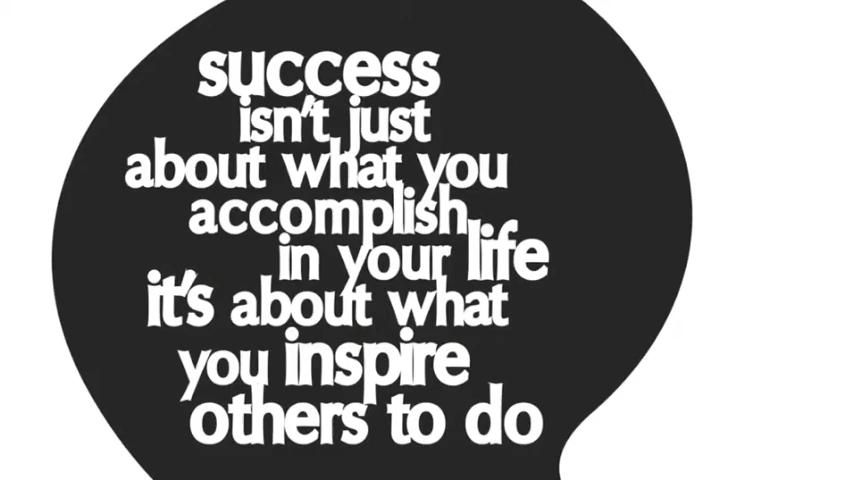 success
isn't just
about what you
accomplish
in your life
it's about what
you inspire
others to do